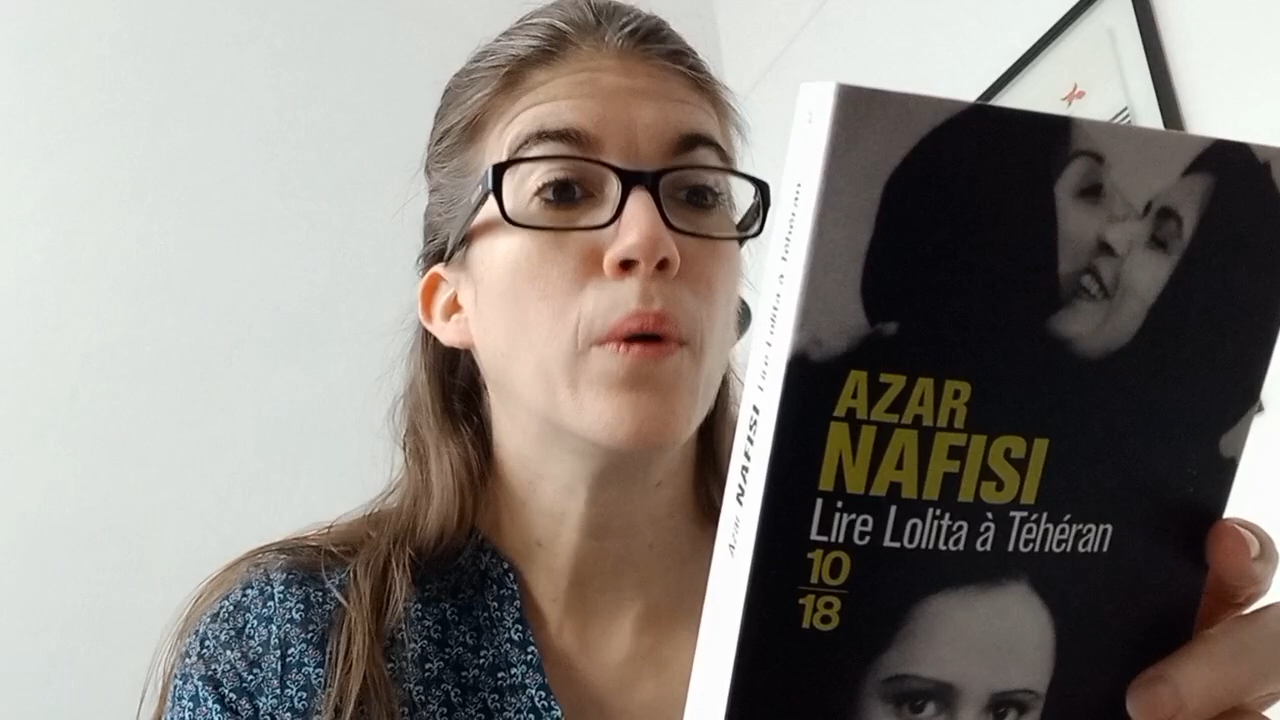 AZAR
NAFISI
Lire Lolita à Téhéran
10
18
Azar NAFISI Lire Lolita à Téhéran